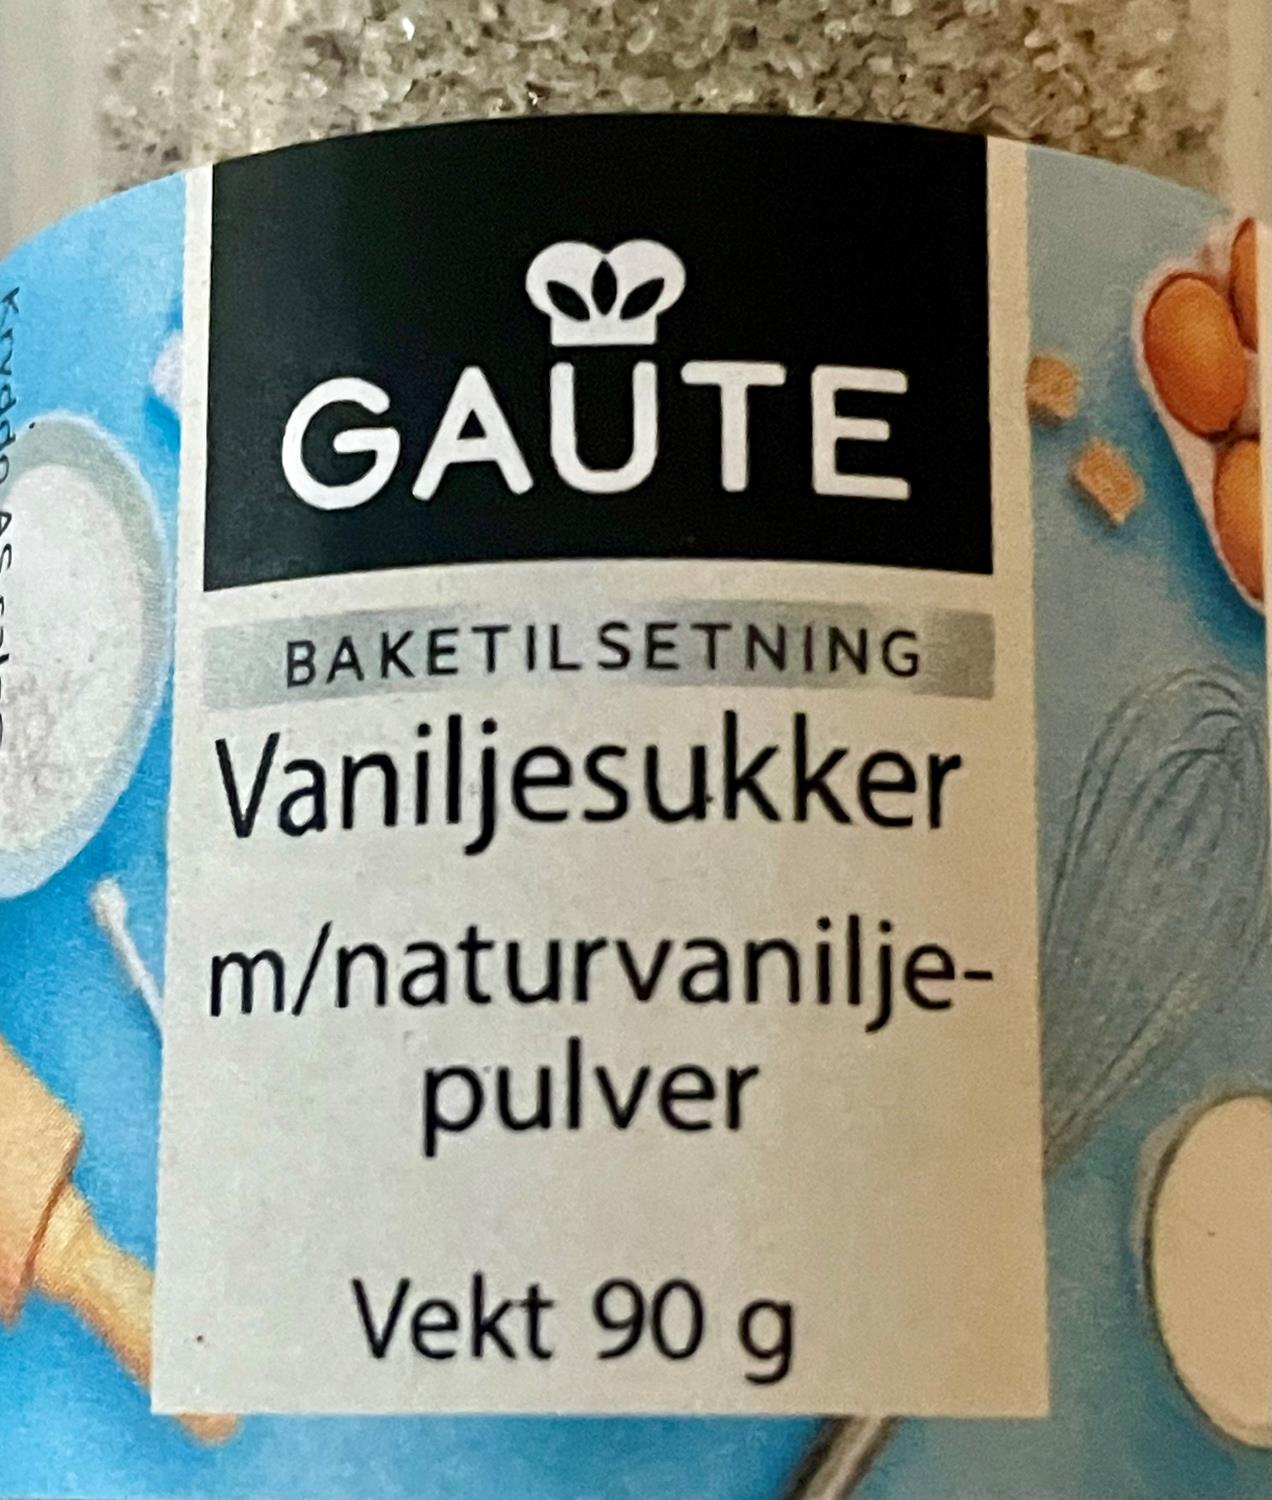 GAUTE
BAKETILSETNING
Vaniljesukker
m/naturvanilje-
pulver
Vekt 90 g